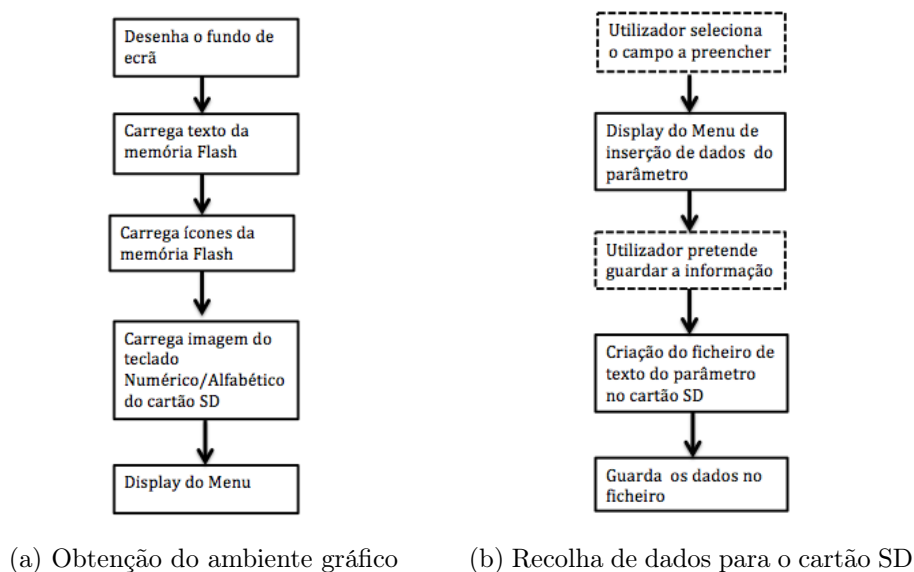 Desenha o fundo de
ecrã
Carrega texto da
memória Flash
Carrega ícones da
memória Flash
Carrega imagem do
teclado
Numérico/Alfabético
do cartão SD
Display do Menu
(a) Obtenção do ambiente gráfico
Utilizador seleciona
o campo a preencher
Display do Menu de
inserção de dados do
parâmetro
Utilizador pretende
guardar a informação
Criação do ficheiro de
texto do parâmetro
no cartão SD
Guarda os dados no
ficheiro
(b) Recolha de dados para o cartão SD